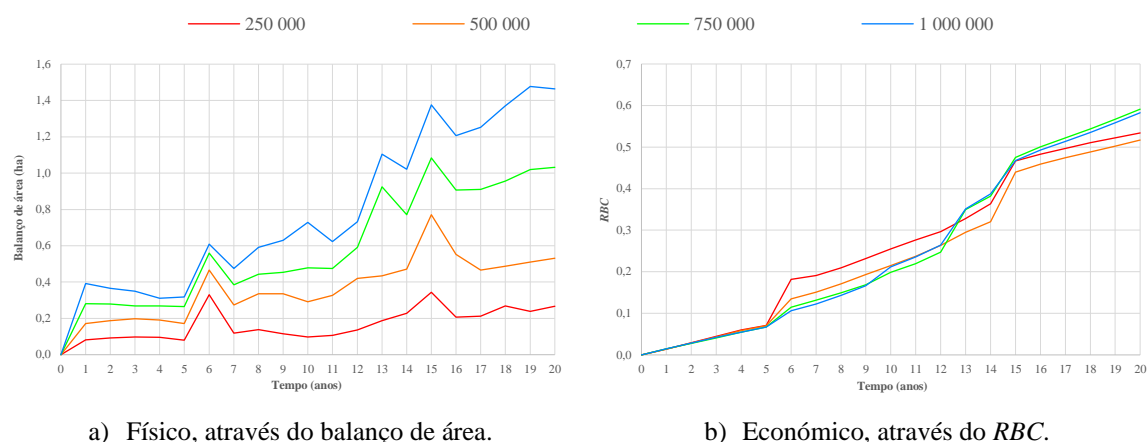 250 000
500 000
750 000
1 000 000
Balanço de área (ha)
1,6
1,4
1,2
1,0
0,8
0,6
0,4
0,2
0,0
0 1 2 3 4 5 6 7 8 9 10 11 12 13 14 15 16 17 18 19 20
Tempo (anos)
a) Físico, através do balanço de área.
RBC
0,7
0,6
0,5
0,4
0,3
0,2
0,1
0,0
0 1 2 3 4 5 6 7 8 9 10 11 12 13 14 15 16 17 18 19 20
Tempo (anos)
b) Económico, através do RBC.